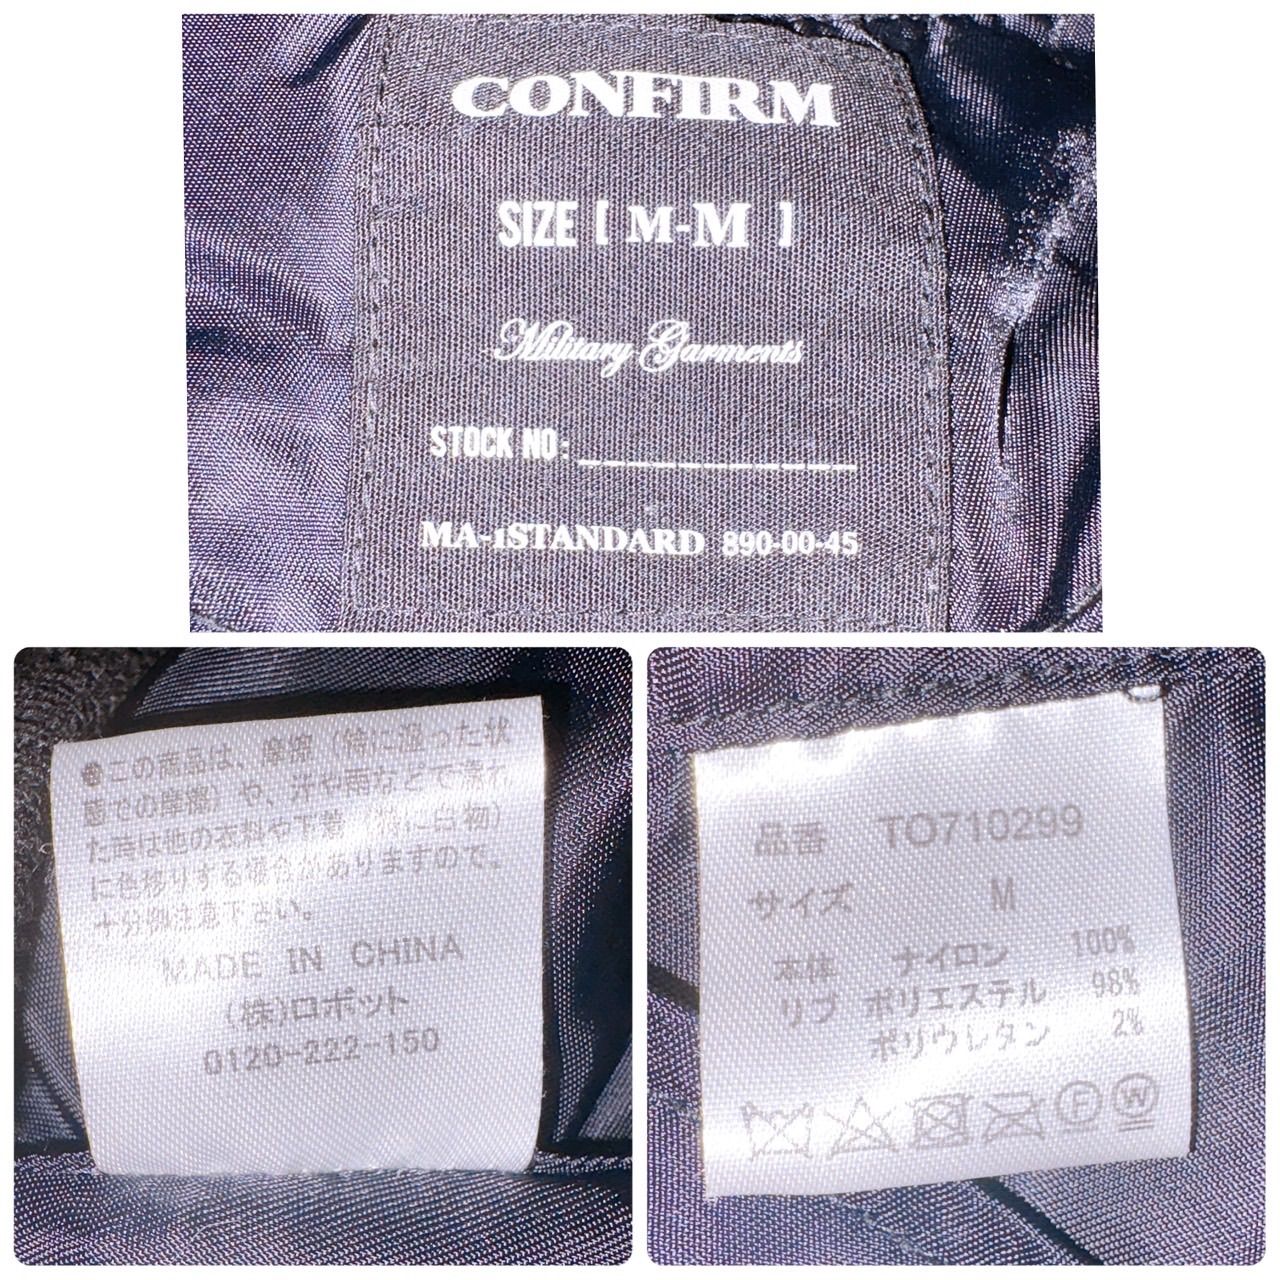 CONFIRM
SIZE [ M-M ]
Military Garments
STOCK NO: ____________
MA-1STANDARD 890-00-45
●この商品は、摩擦（特に湿った状
態での摩擦）や、汗や雨などで濡れ
た時は他の衣料や下着（特に白物）
に色移りする場合がありますので、
十分御注意下さい。
MADE IN CHINA
(株)ロボット
0120-222-150
品番 TO710299
サイズ M
本体 ナイロン 100%
リブ ポリエステル 98%
ポリウレタン 2%
F W